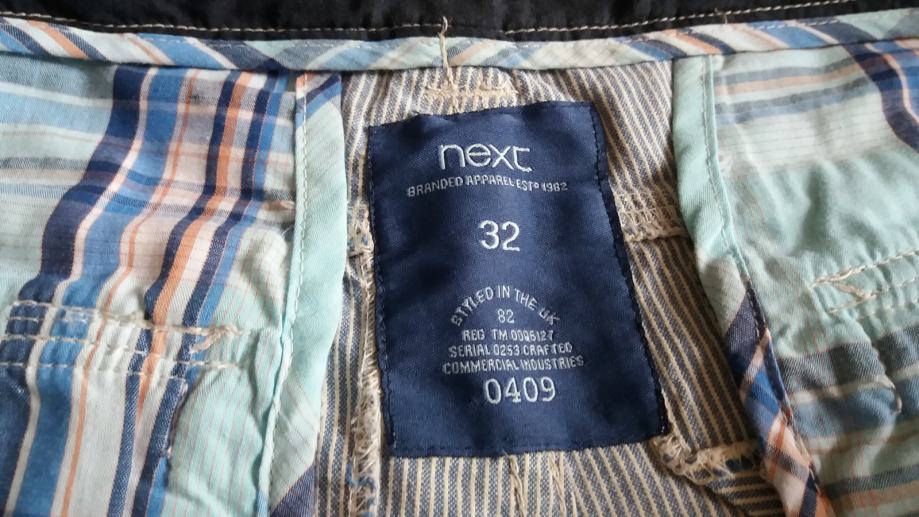 next
BRANDED APPAREL ESTD 1982
32
STYLED IN THE UK
82
REG TM 0096127
SERIAL 0253 CRAFTED
COMMERCIAL INDUSTRIES
0409